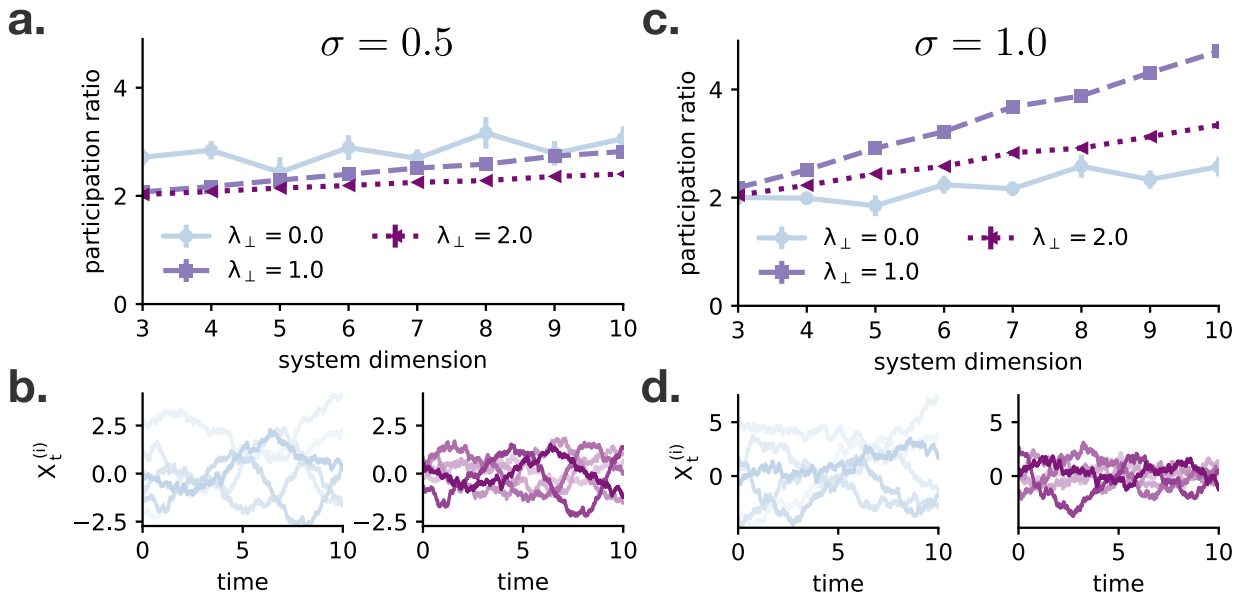 a.
σ = 0.5
participation ratio
4
2
0
λ⊥ = 0.0
λ⊥ = 2.0
λ⊥ = 1.0
3 4 5 6 7 8 9 10
system dimension
c.
σ = 1.0
participation ratio
4
2
0
λ⊥ = 0.0
λ⊥ = 2.0
λ⊥ = 1.0
3 4 5 6 7 8 9 10
system dimension
b.
X_t^(i)
2.5
0.0
−2.5
0 5 10
time
2.5
0.0
−2.5
0 5 10
time
d.
X_t^(i)
5
0
0 5 10
time
5
0
0 5 10
time